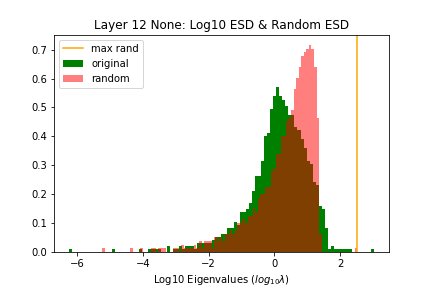 Layer 12 None: Log10 ESD & Random ESD
max rand
original
random
0.7
0.6
0.5
0.4
0.3
0.2
0.1
0.0
−6 −4 −2 0 2
Log10 Eigenvalues (log₁₀λ)